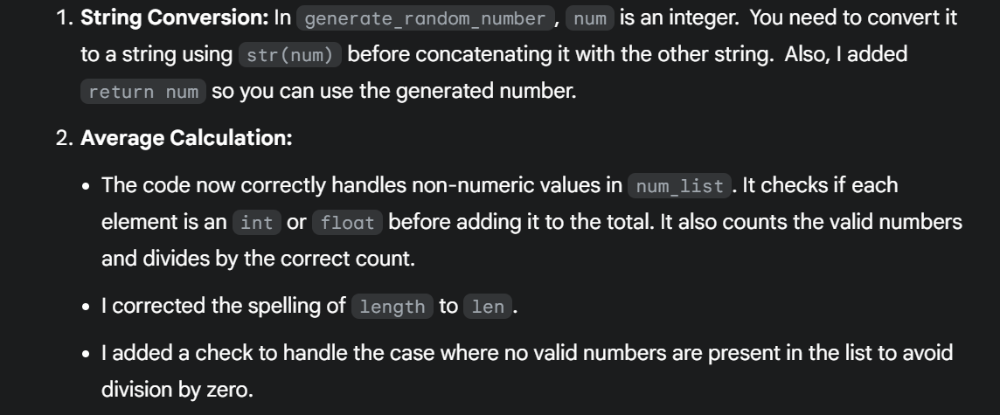 1. String Conversion: In generate_random_number, num is an integer. You need to convert it
to a string using str(num) before concatenating it with the other string. Also, I added
return num so you can use the generated number.
2. Average Calculation:
• The code now correctly handles non-numeric values in num_list. It checks if each
element is an int or float before adding it to the total. It also counts the valid numbers
and divides by the correct count.
• I corrected the spelling of length to len.
• I added a check to handle the case where no valid numbers are present in the list to avoid
division by zero.